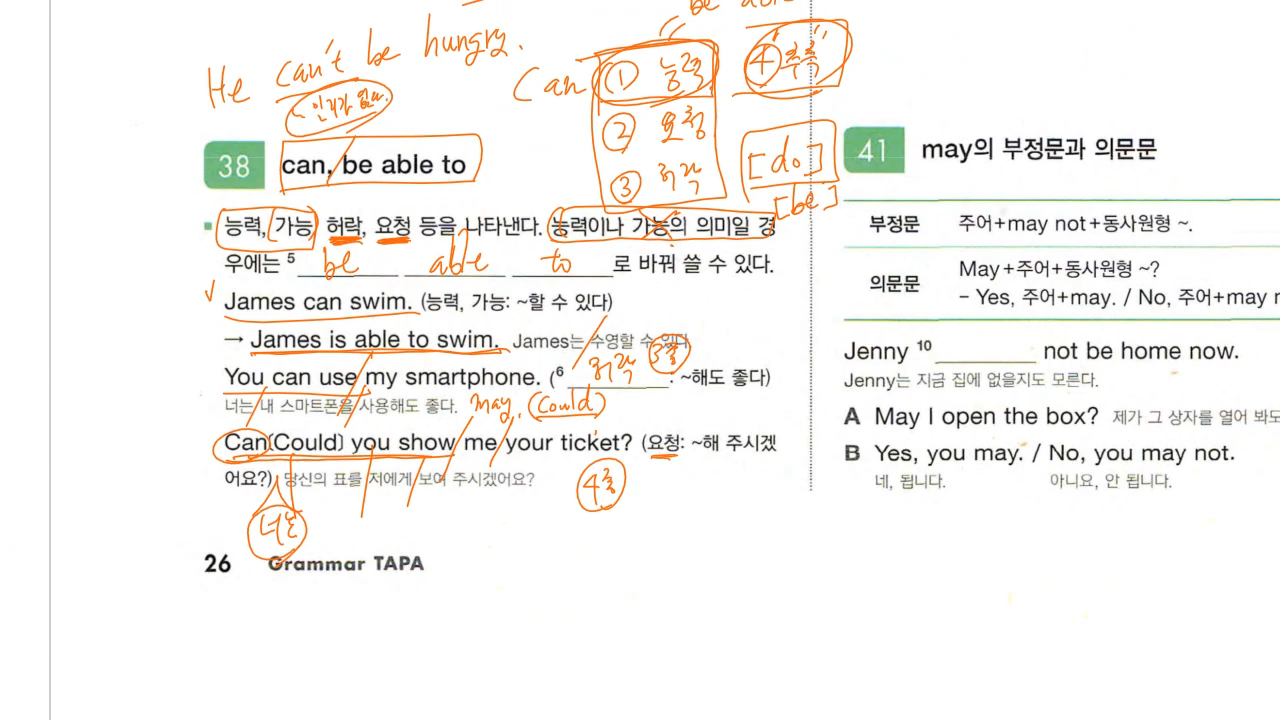 be able
He can't be hungry.
~ 인기가 없다.
Can ① 능력 ④ 추측
② 요청
③ 허락
[do]
[be]
38 can, be able to
능력, 가능, 허락, 요청 등을 나타낸다. 능력이나 가능의 의미일 경
우에는 5 be able to 로 바꿔 쓸 수 있다.
✓ James can swim. (능력, 가능: ~할 수 있다)
→ James is able to swim. James는 수영할 수 있다.
You can use my smartphone. (6 허락 : ~해도 좋다)
너는 내 스마트폰을 사용해도 좋다. may. (could)
Can(Could) you show me your ticket? (요청: ~해 주시겠
어요?) 당신의 표를 저에게 보여 주시겠어요?
너는
26 Grammar TAPA
41 may의 부정문과 의문문
부정문 주어+may not+동사원형 ~.
의문문 May+주어+동사원형 ~?
– Yes, 주어+may. / No, 주어+may n
Jenny 10 ________ not be home now.
Jenny는 지금 집에 없을지도 모른다.
A May I open the box? 제가 그 상자를 열어 봐도
B Yes, you may. / No, you may not.
네, 됩니다. 아니요, 안 됩니다.